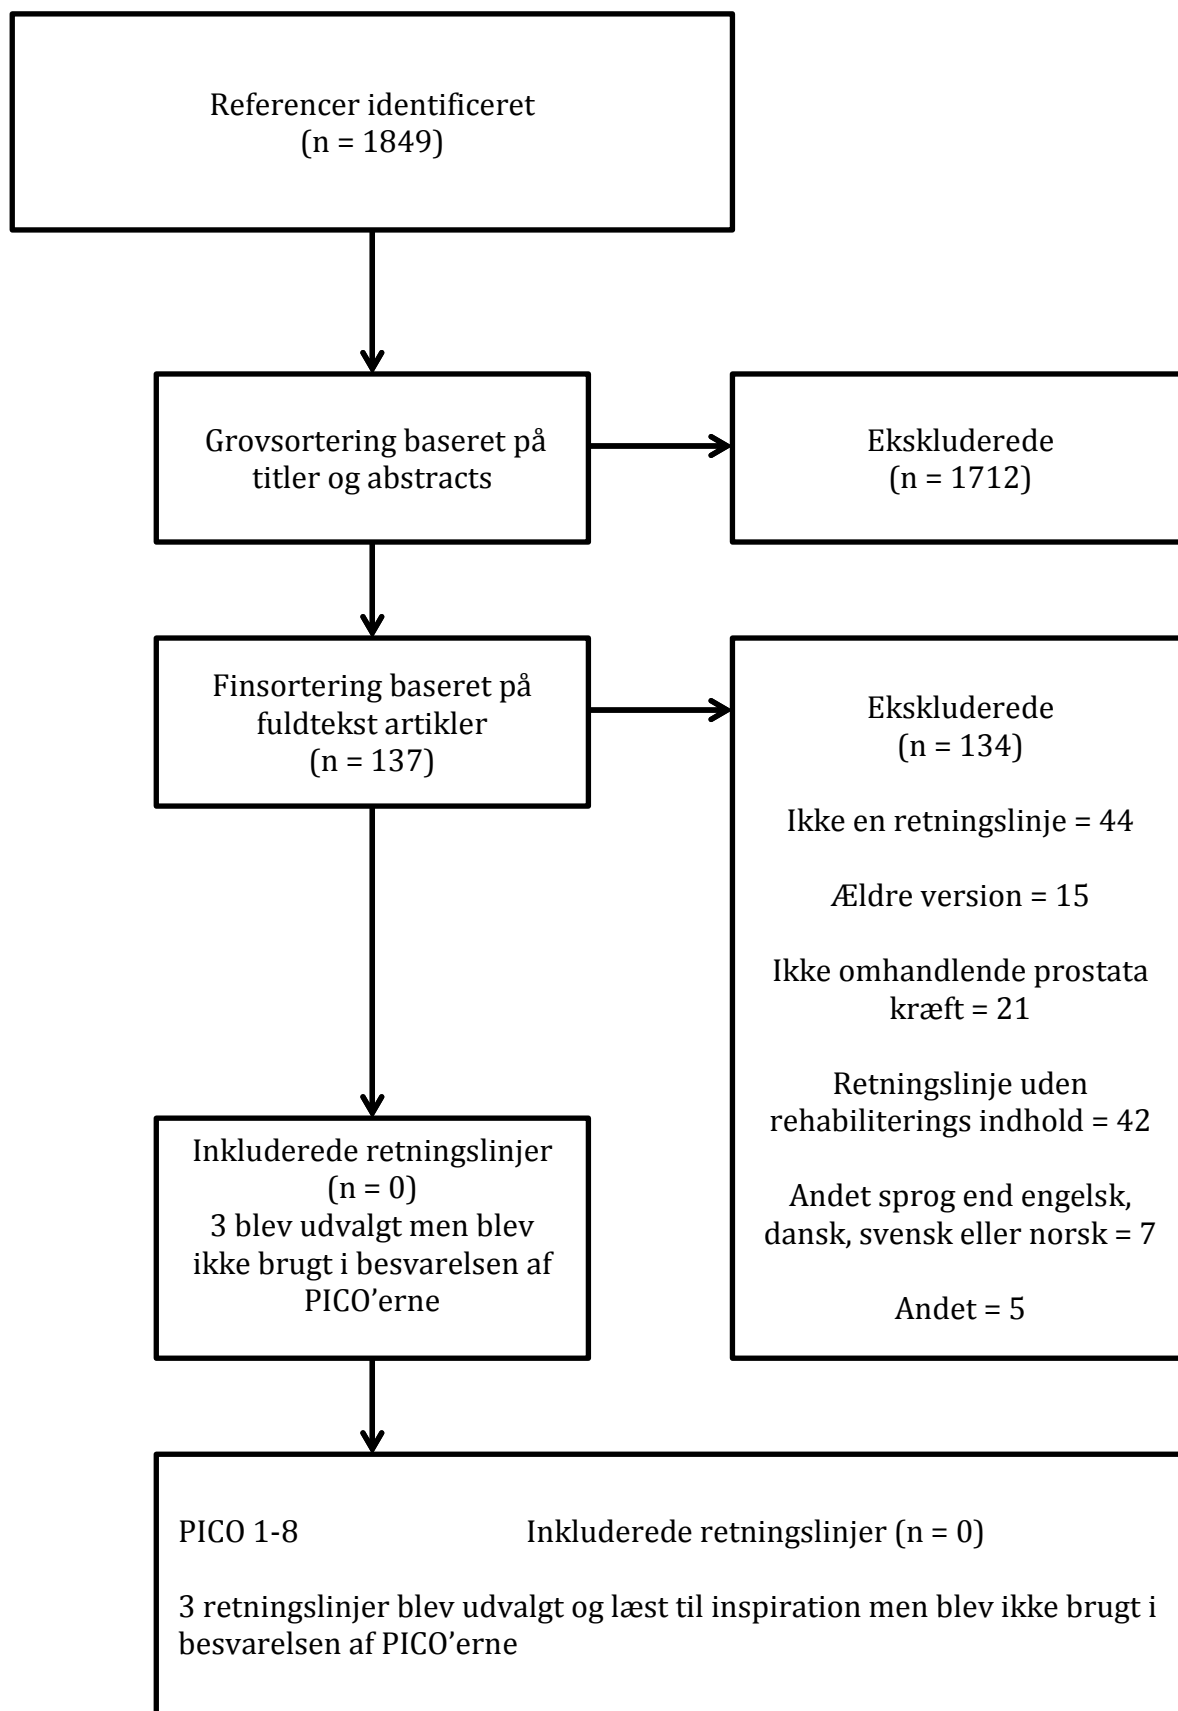 Referencer identificeret
(n = 1849)
Grovsortering baseret på
titler og abstracts
Ekskluderede
(n = 1712)
Finsortering baseret på
fuldtekst artikler
(n = 137)
Ekskluderede
(n = 134)
Ikke en retningslinje = 44
Ældre version = 15
Ikke omhandlende prostata
kræft = 21
Retningslinje uden
rehabiliterings indhold = 42
Andet sprog end engelsk,
dansk, svensk eller norsk = 7
Andet = 5
Inkluderede retningslinjer
(n = 0)
3 blev udvalgt men blev
ikke brugt i besvarelsen af
PICO’erne
PICO 1-8 Inkluderede retningslinjer (n = 0)
3 retningslinjer blev udvalgt og læst til inspiration men blev ikke brugt i
besvarelsen af PICO’erne